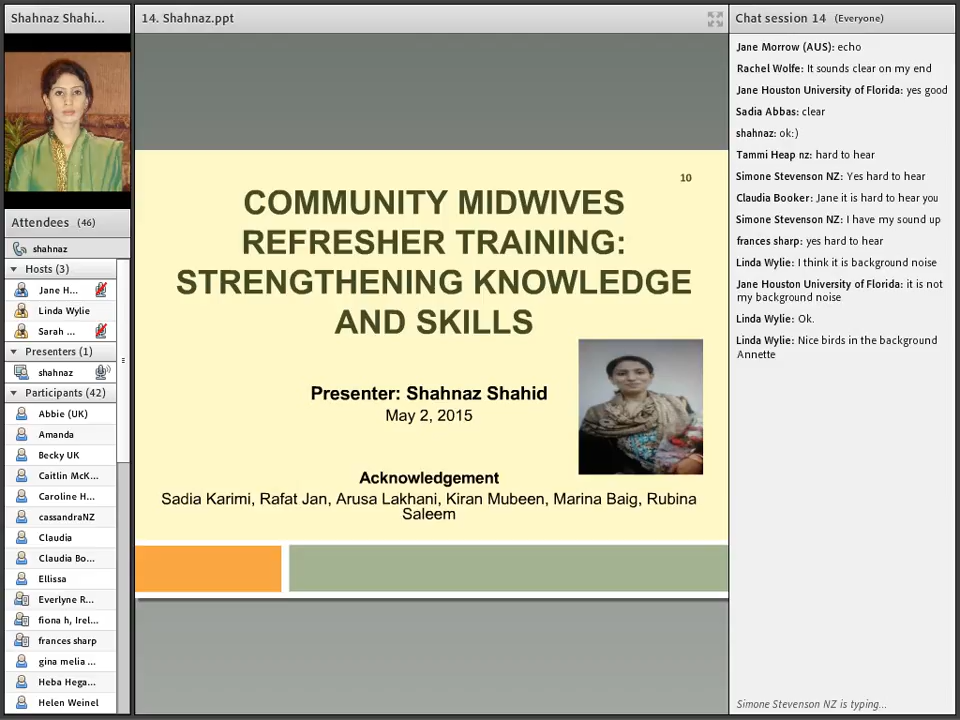 Shahnaz Shahi...
Attendees (46)
shahnaz
Hosts (3)
Jane H...
Linda Wylie
Sarah ...
Presenters (1)
shahnaz
Participants (42)
Abbie (UK)
Amanda
Becky UK
Caitlin McK...
Caroline H...
cassandraNZ
Claudia
Claudia Bo...
Ellissa
Everlyne R...
fiona h, Irel...
frances sharp
gina melia ...
Heba Hega...
Helen Weinel
14. Shahnaz.ppt
10
COMMUNITY MIDWIVES
REFRESHER TRAINING:
STRENGTHENING KNOWLEDGE
AND SKILLS
Presenter: Shahnaz Shahid
May 2, 2015
Acknowledgement
Sadia Karimi, Rafat Jan, Arusa Lakhani, Kiran Mubeen, Marina Baig, Rubina
Saleem
Chat session 14 (Everyone)
Jane Morrow (AUS): echo
Rachel Wolfe: It sounds clear on my end
Jane Houston University of Florida: yes good
Sadia Abbas: clear
shahnaz: ok:)
Tammi Heap nz: hard to hear
Simone Stevenson NZ: Yes hard to hear
Claudia Booker: Jane it is hard to hear you
Simone Stevenson NZ: I have my sound up
frances sharp: yes hard to hear
Linda Wylie: I think it is background noise
Jane Houston University of Florida: it is not
my background noise
Linda Wylie: Ok.
Linda Wylie: Nice birds in the background
Annette
Simone Stevenson NZ is typing...